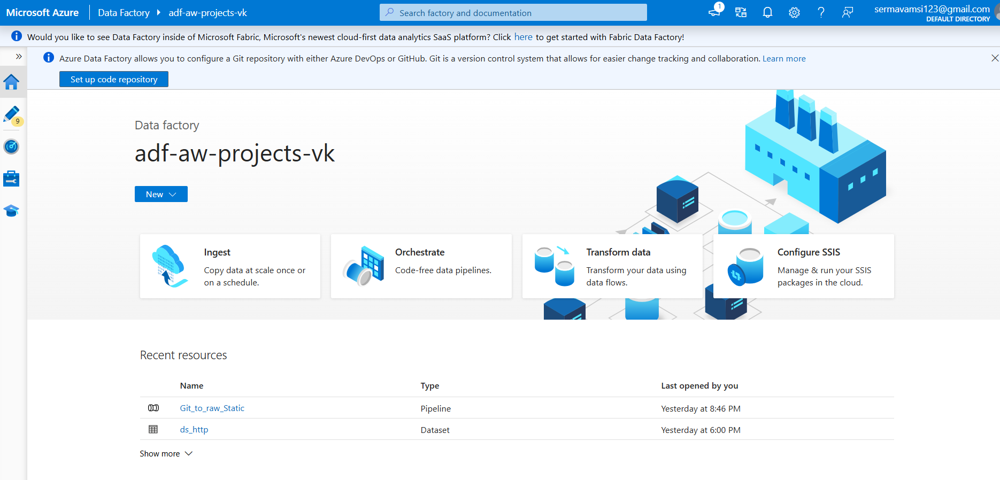 Microsoft Azure Data Factory adf-aw-projects-vk Search factory and documentation 1 sermavamsi123@gmail.com
DEFAULT DIRECTORY
Would you like to see Data Factory inside of Microsoft Fabric, Microsoft's newest cloud-first data analytics SaaS platform? Click here to get started with Fabric Data Factory!
Azure Data Factory allows you to configure a Git repository with either Azure DevOps or GitHub. Git is a version control system that allows for easier change tracking and collaboration. Learn more
Set up code repository
9
Data factory
adf-aw-projects-vk
New
Ingest
Copy data at scale once or
on a schedule.
Orchestrate
Code-free data pipelines.
Transform data
Transform your data using
data flows.
Configure SSIS
Manage & run your SSIS
packages in the cloud.
Recent resources
Name Type Last opened by you
Git_to_raw_Static Pipeline Yesterday at 8:46 PM
ds_http Dataset Yesterday at 6:00 PM
Show more